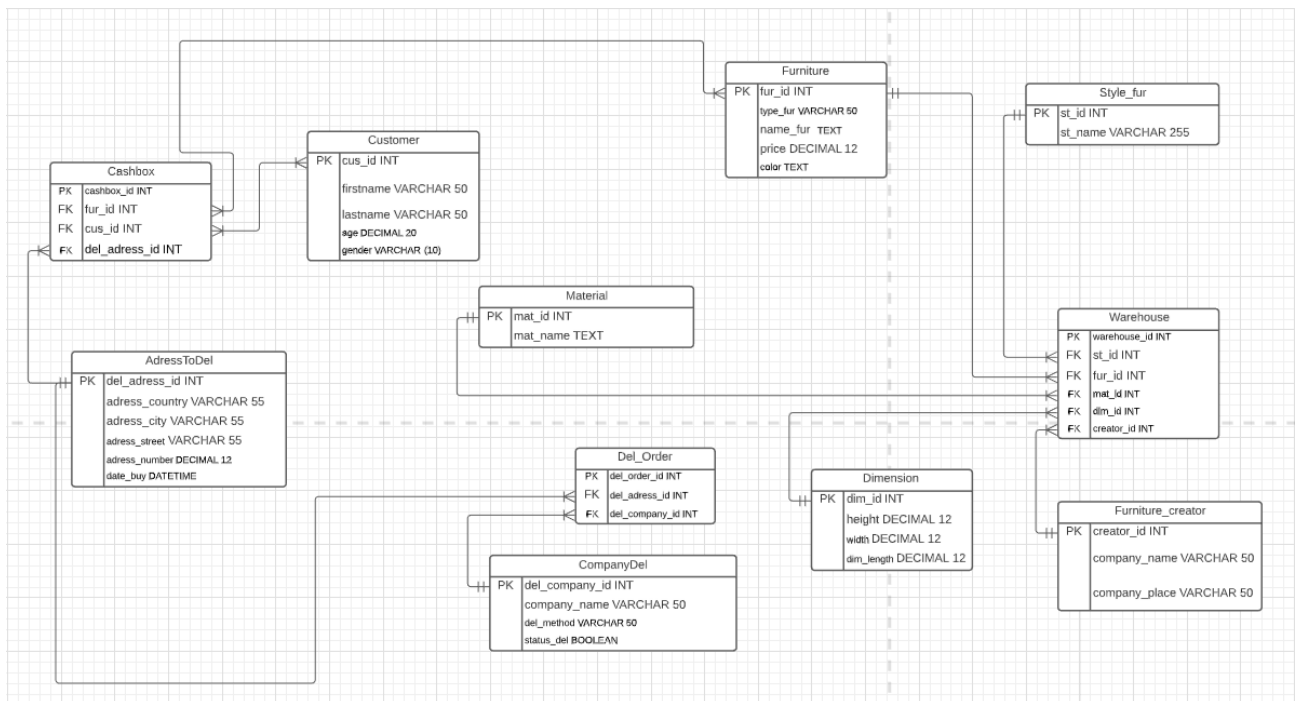 Furniture
PK fur_id INT
type_fur VARCHAR 50
name_fur TEXT
price DECIMAL 12
color TEXT
Style_fur
PK st_id INT
st_name VARCHAR 255
Customer
PK cus_id INT
firstname VARCHAR 50
lastname VARCHAR 50
age DECIMAL 20
gender VARCHAR (10)
Cashbox
PK cashbox_id INT
FK fur_id INT
FK cus_id INT
FK del_adress_id INT
Material
PK mat_id INT
mat_name TEXT
Warehouse
PK warehouse_id INT
FK st_id INT
FK fur_id INT
FK mat_id INT
FK dim_id INT
FK creator_id INT
AdressToDel
PK del_adress_id INT
adress_country VARCHAR 55
adress_city VARCHAR 55
adress_street VARCHAR 55
adress_number DECIMAL 12
date_buy DATETIME
Del_Order
PK del_order_id INT
FK del_adress_id INT
FK del_company_id INT
Dimension
PK dim_id INT
height DECIMAL 12
width DECIMAL 12
dim_length DECIMAL 12
Furniture_creator
PK creator_id INT
company_name VARCHAR 50
company_place VARCHAR 50
CompanyDel
PK del_company_id INT
company_name VARCHAR 50
del_method VARCHAR 50
status_del BOOLEAN